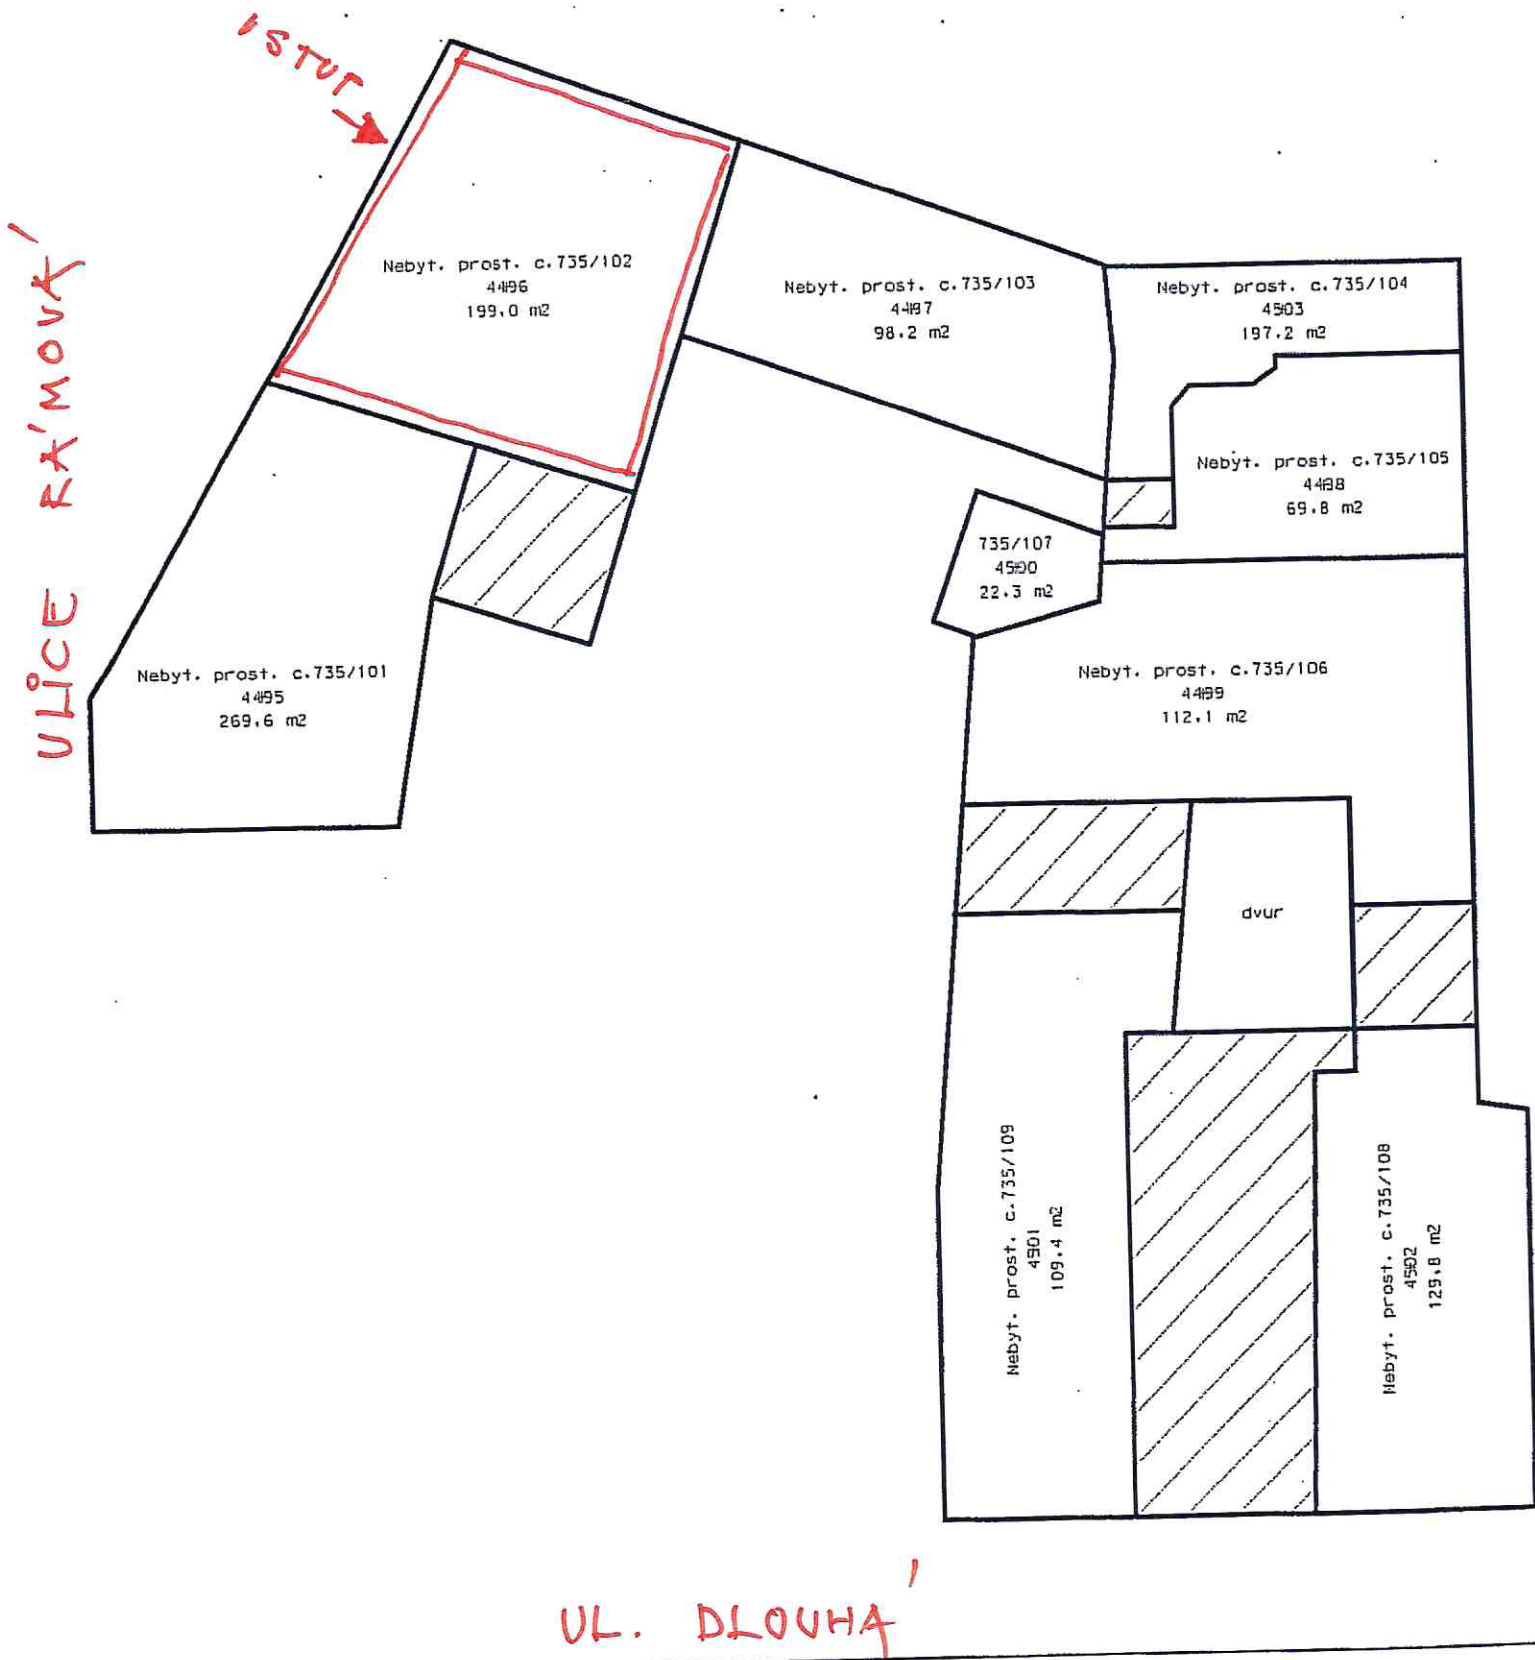 VSTUP
ULICE RÁMOVÁ
Nebyt. prost. c.735/102
4496
199.0 m2
Nebyt. prost. c.735/103
4497
98.2 m2
Nebyt. prost. c.735/104
4503
197.2 m2
Nebyt. prost. c.735/105
4498
69.8 m2
735/107
4500
22.3 m2
Nebyt. prost. c.735/101
4495
269.6 m2
Nebyt. prost. c.735/106
4499
112.1 m2
dvur
Nebyt. prost. c.735/109
4501
109.4 m2
Nebyt. prost. c.735/108
4502
129.8 m2
UL. DLOUHÁ